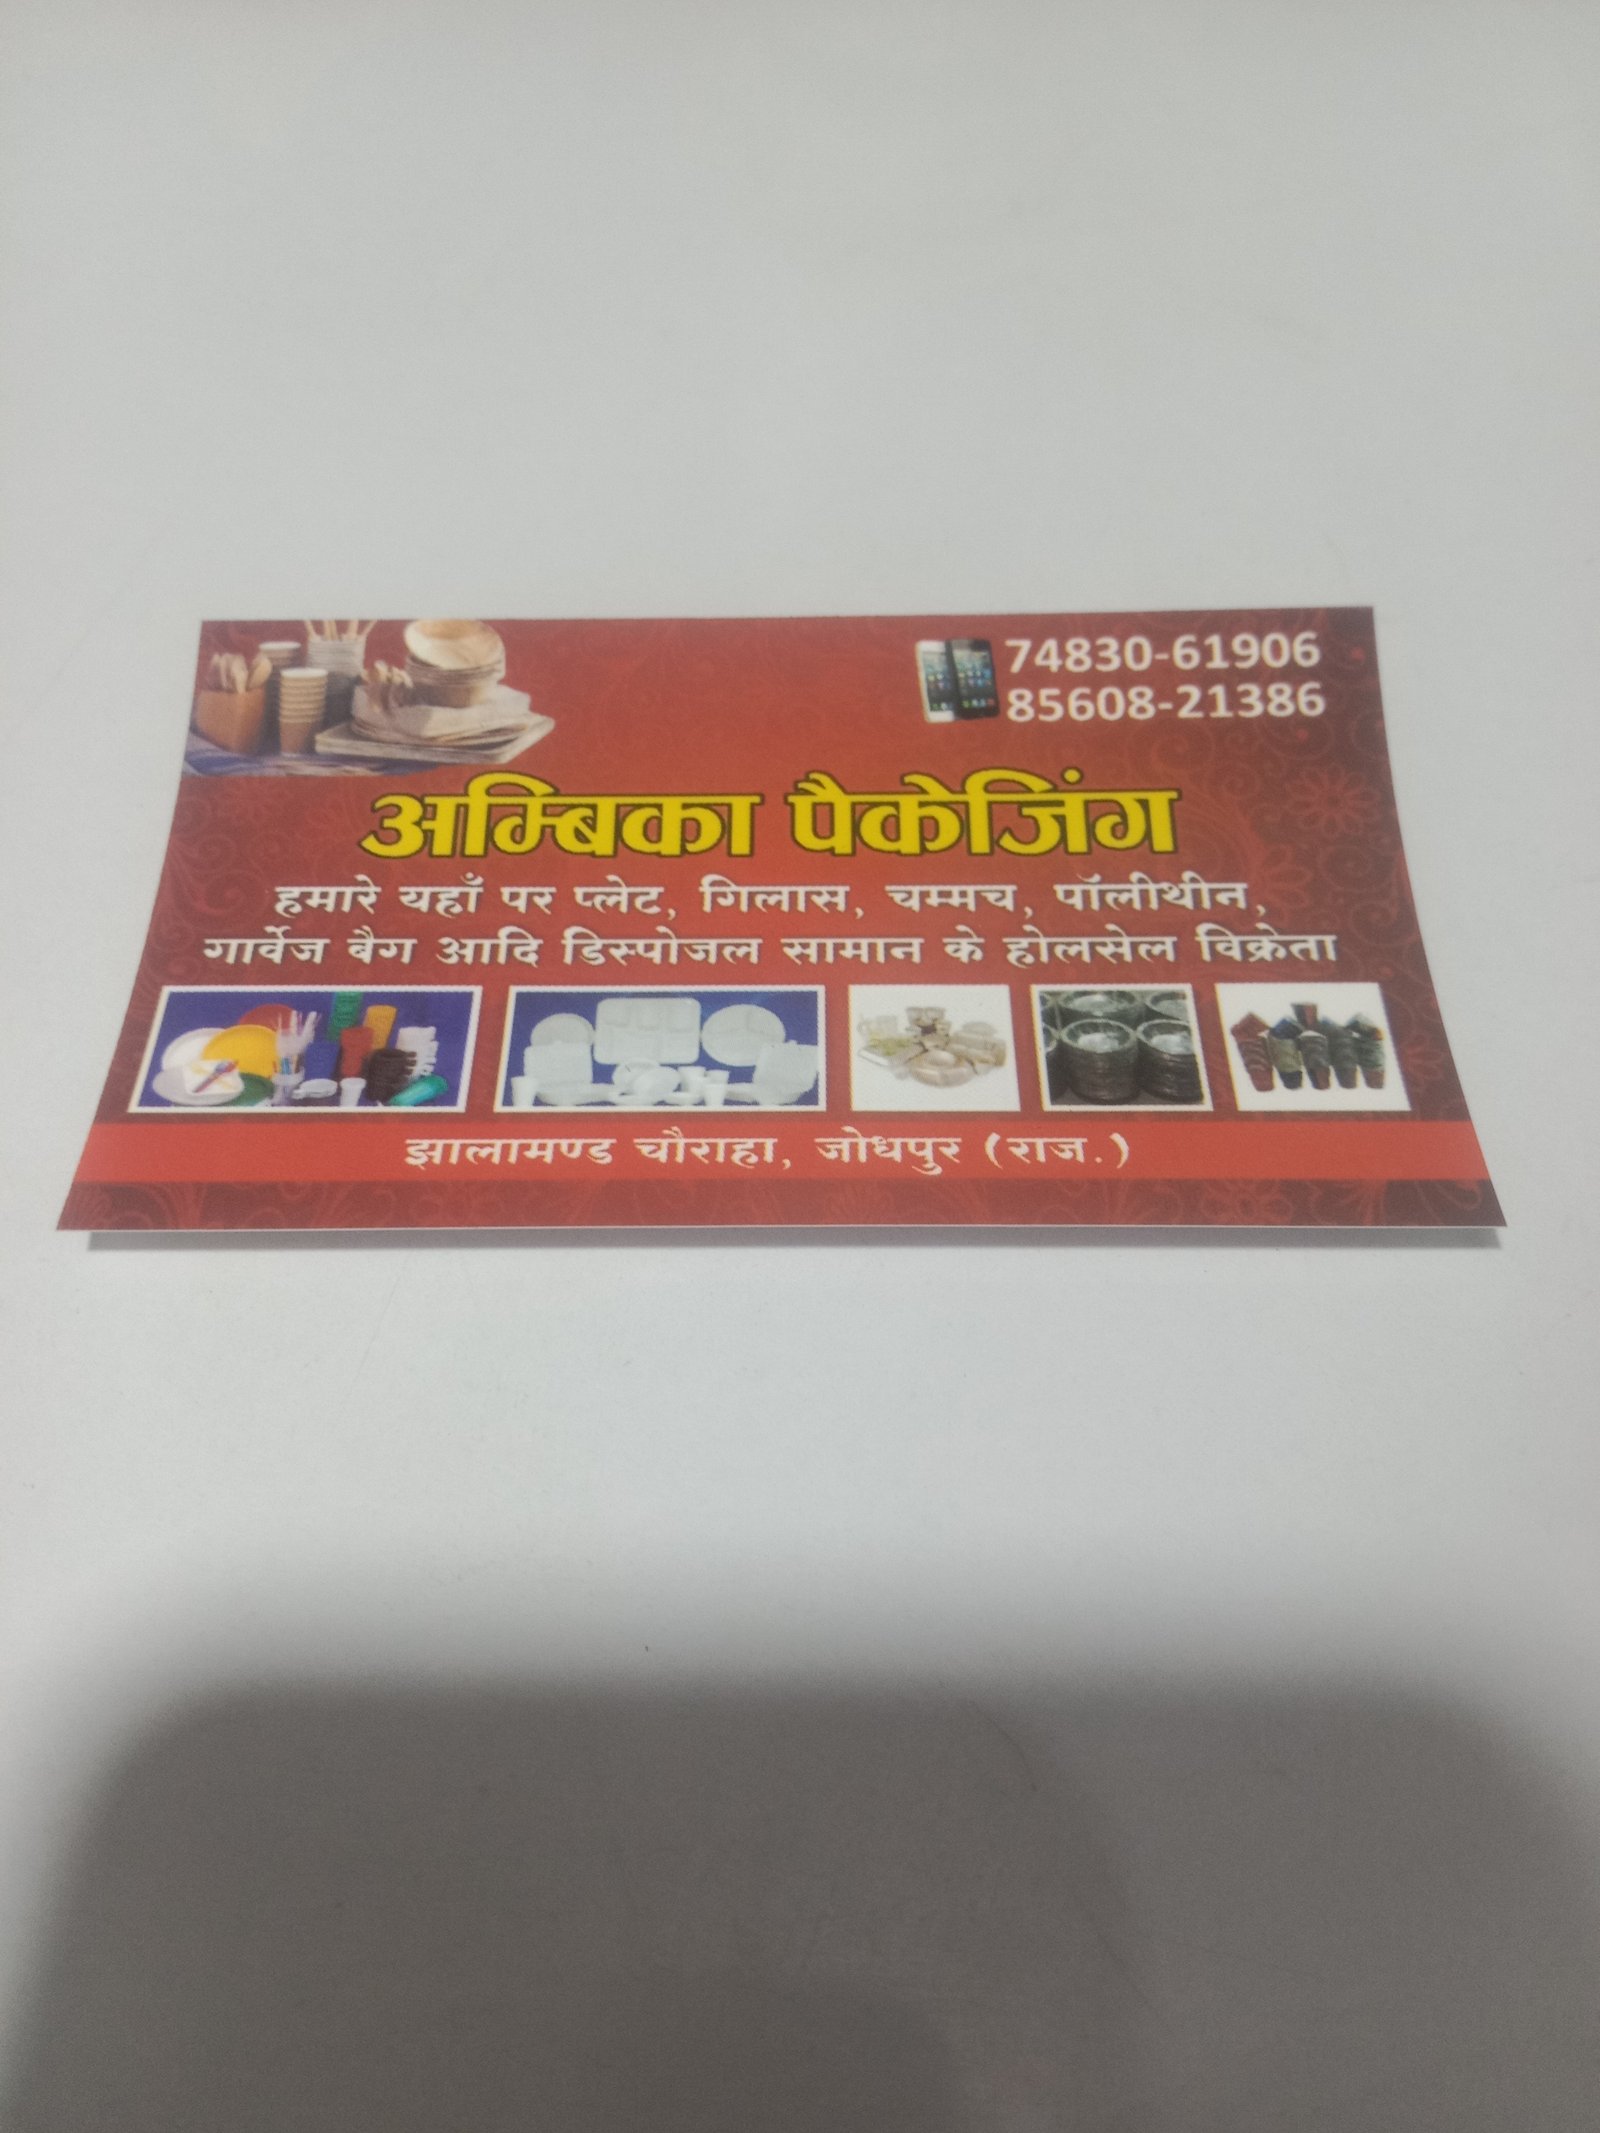 74830-61906
85608-21386
अम्बिका पैकेजिंग
हमारे यहाँ पर प्लेट, गिलास, चम्मच, पॉलीथीन,
गार्वेज बैग आदि डिस्पोजल सामान के होलसेल विक्रेता
झालामण्ड चौराहा, जोधपुर (राज.)